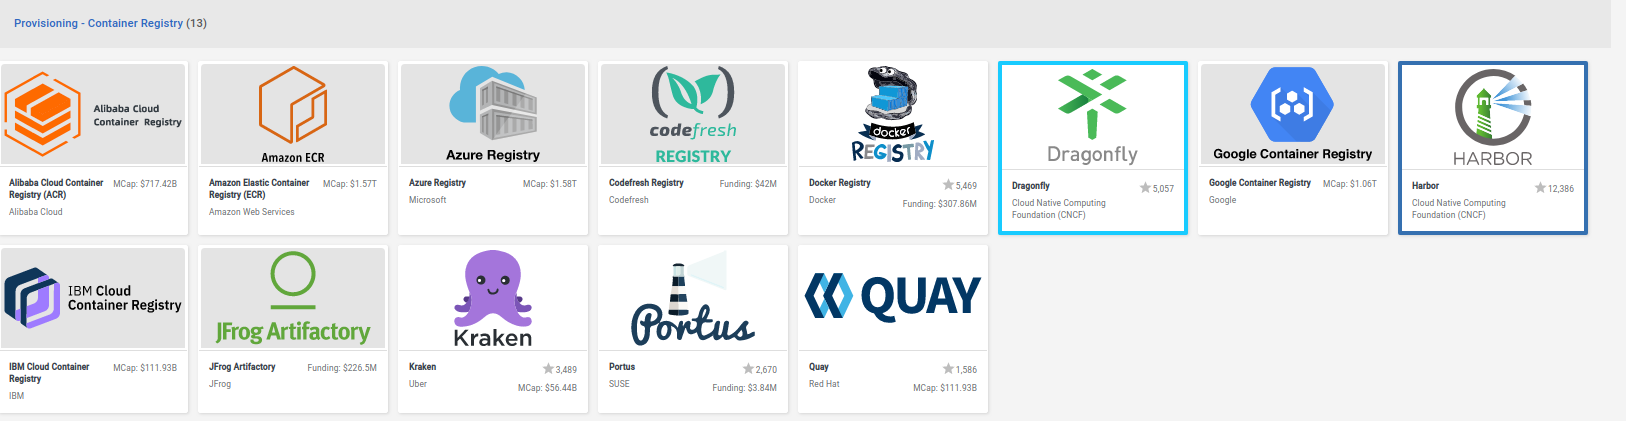 Provisioning - Container Registry (13)
Alibaba Cloud
Container Registry
Alibaba Cloud Container
Registry (ACR)
MCap: $717.42B
Alibaba Cloud
Amazon ECR
Amazon Elastic Container
Registry (ECR)
MCap: $1.57T
Amazon Web Services
Azure Registry
Azure Registry
MCap: $1.58T
Microsoft
codefresh
REGISTRY
Codefresh Registry
Funding: $42M
Codefresh
docker
REGISTRY
Docker Registry
5,469
Docker
Funding: $307.86M
Dragonfly
Dragonfly
5,057
Cloud Native Computing
Foundation (CNCF)
Google Container Registry
Google Container Registry
MCap: $1.06T
Google
HARBOR
Harbor
12,386
Cloud Native Computing
Foundation (CNCF)
IBM Cloud
Container Registry
IBM Cloud Container
Registry
MCap: $111.93B
IBM
JFrog Artifactory
JFrog Artifactory
Funding: $226.5M
JFrog
Kraken
Kraken
3,489
Uber
MCap: $56.44B
Portus
Portus
2,670
SUSE
Funding: $3.84M
QUAY
Quay
1,586
Red Hat
MCap: $111.93B